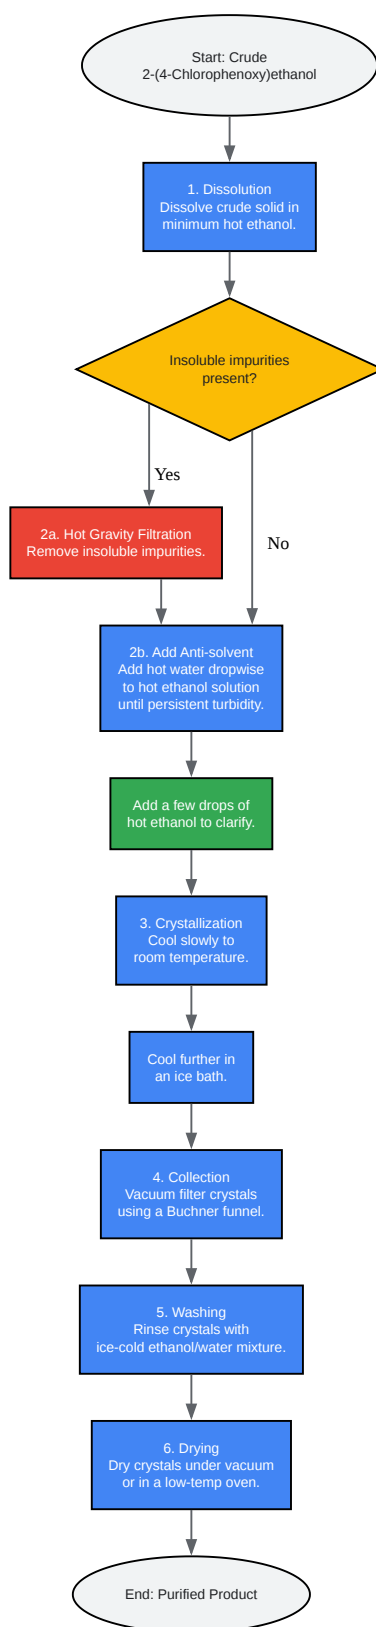 Start: Crude
2-(4-Chlorophenoxy)ethanol
1. Dissolution
Dissolve crude solid in
minimum hot ethanol.
Insoluble impurities
present?
Yes
2a. Hot Gravity Filtration
Remove insoluble impurities.
No
2b. Add Anti-solvent
Add hot water dropwise
to hot ethanol solution
until persistent turbidity.
Add a few drops of
hot ethanol to clarify.
3. Crystallization
Cool slowly to
room temperature.
Cool further in
an ice bath.
4. Collection
Vacuum filter crystals
using a Buchner funnel.
5. Washing
Rinse crystals with
ice-cold ethanol/water mixture.
6. Drying
Dry crystals under vacuum
or in a low-temp oven.
End: Purified Product